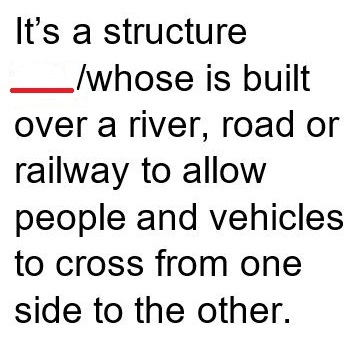 It's a structure
/whose is built
over a river, road or
railway to allow
people and vehicles
to cross from one
side to the other.